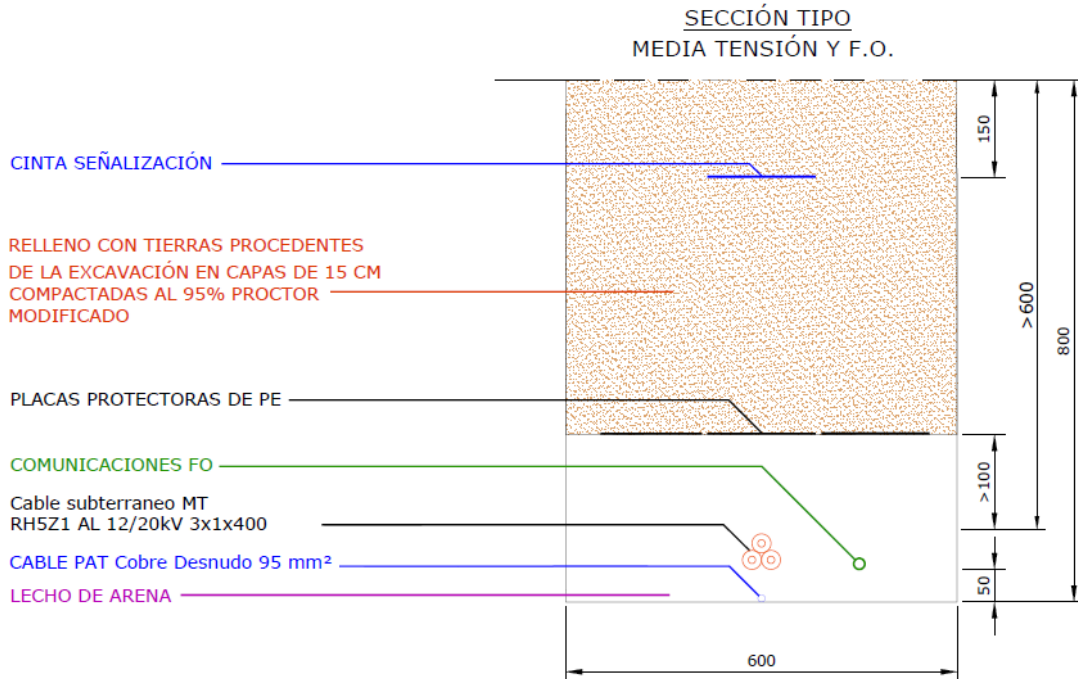 SECCIÓN TIPO
MEDIA TENSIÓN Y F.O.
150
CINTA SEÑALIZACIÓN
RELLENO CON TIERRAS PROCEDENTES
DE LA EXCAVACIÓN EN CAPAS DE 15 CM
COMPACTADAS AL 95% PROCTOR
MODIFICADO
>600
800
PLACAS PROTECTORAS DE PE
COMUNICACIONES FO
>100
Cable subterraneo MT
RH5Z1 AL 12/20kV 3x1x400
CABLE PAT Cobre Desnudo 95 mm²
50
LECHO DE ARENA
600